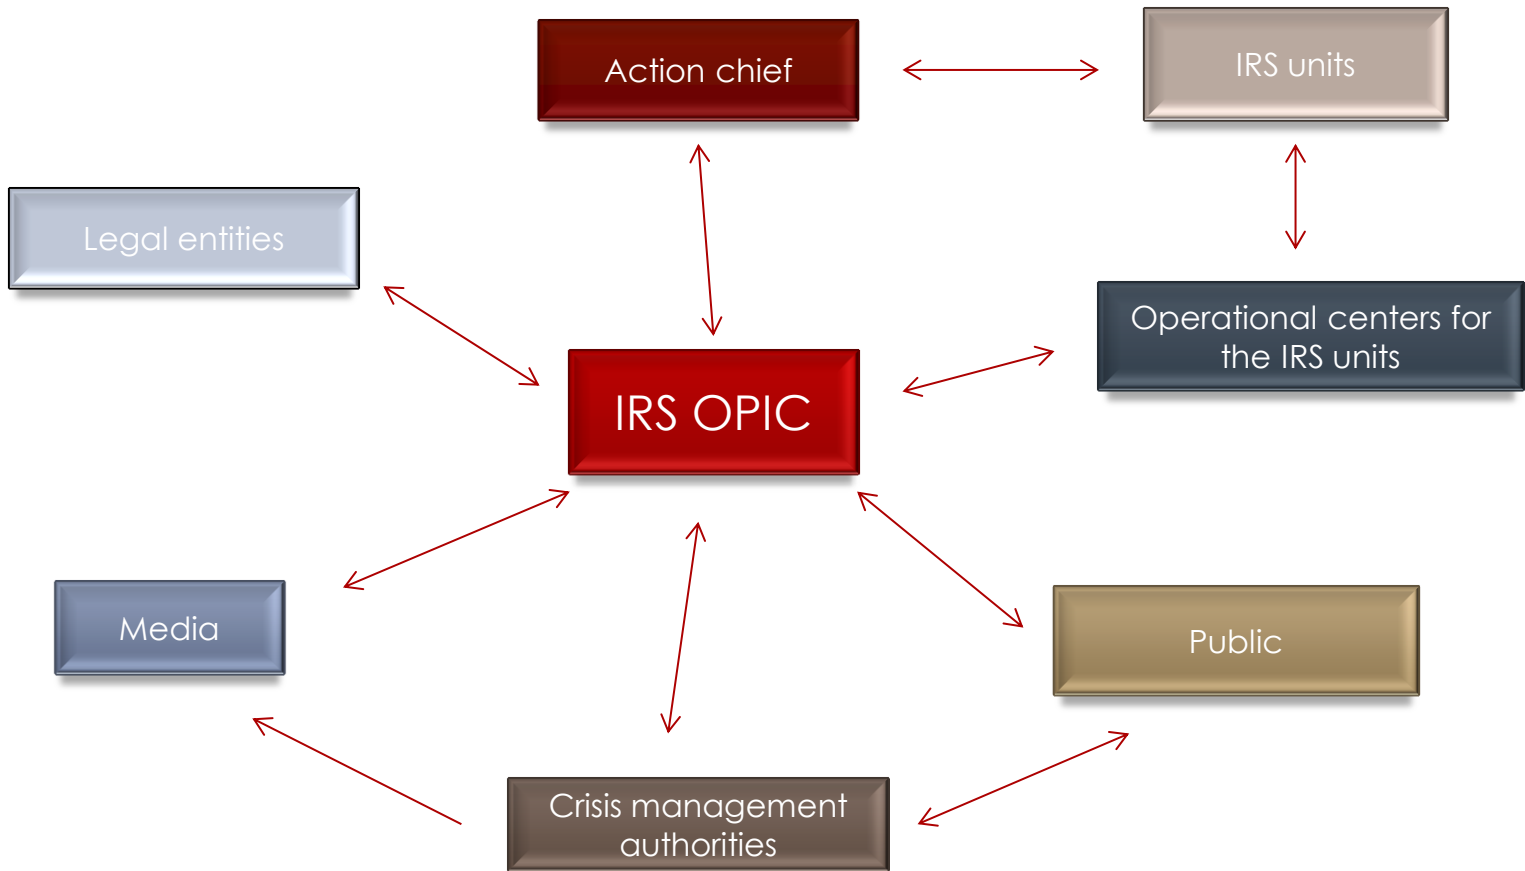 Action chief
IRS units
Legal entities
Operational centers for
the IRS units
IRS OPIC
Media
Public
Crisis management
authorities